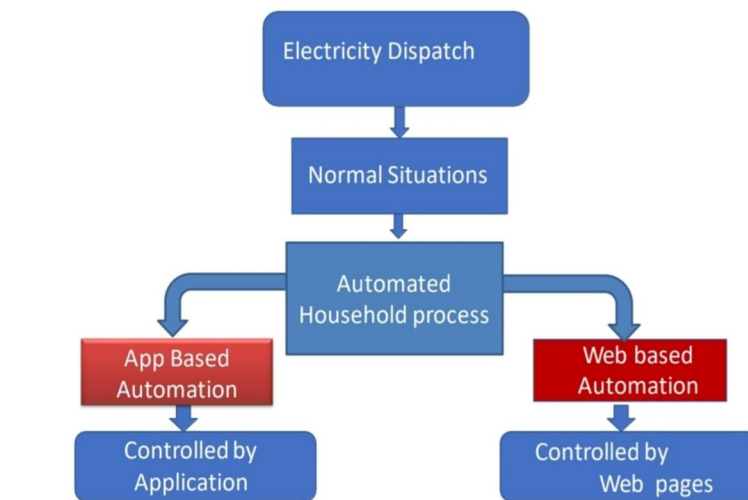 Electricity Dispatch
Normal Situations
Automated
Household process
App Based
Automation
Web based
Automation
Controlled by
Application
Controlled by
Web pages